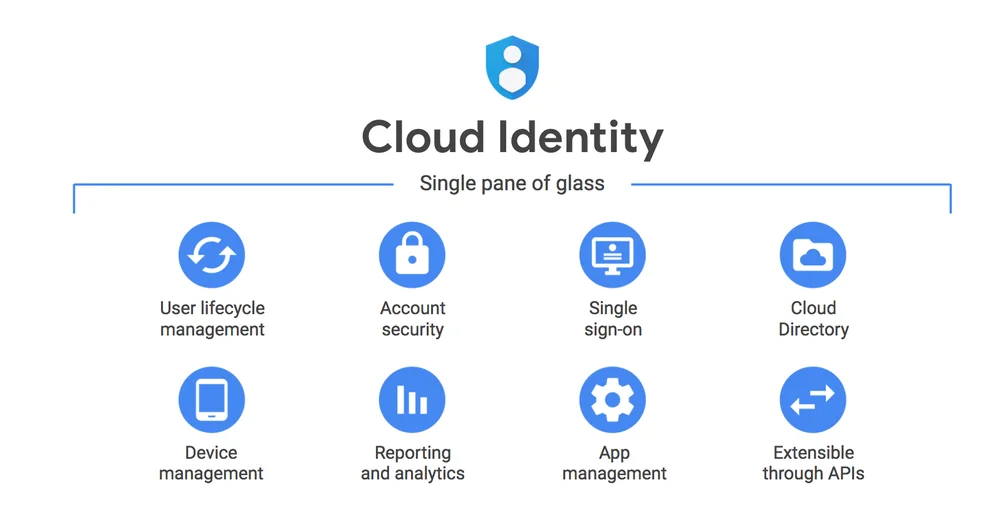 Cloud Identity
Single pane of glass
User lifecycle
management
Account
security
Single
sign-on
Cloud
Directory
Device
management
Reporting
and analytics
App
management
Extensible
through APIs